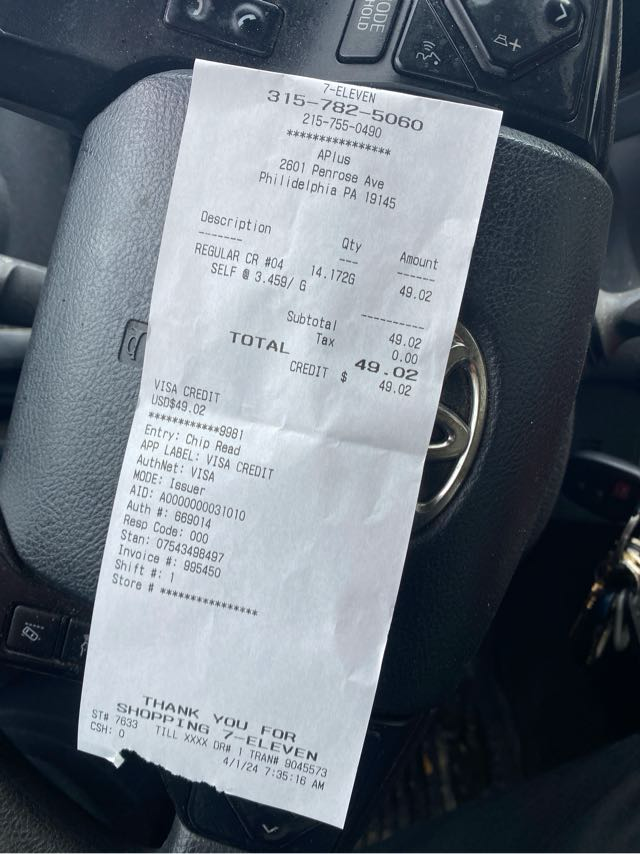 MODE
HOLD
7-ELEVEN
315-782-5060
215-755-0490
****************
APlus
2601 Penrose Ave
Philidelphia PA 19145
Description Qty Amount
REGULAR CR #04 14.172G 49.02
SELF @ 3.459/ G
Subtotal 49.02
Tax 0.00
TOTAL 49.02
CREDIT $ 49.02
VISA CREDIT
USD$49.02
************9981
Entry: Chip Read
APP LABEL: VISA CREDIT
AuthNet: VISA
MODE: Issuer
AID: A0000000031010
Auth #: 669014
Resp Code: 000
Stan: 07543498497
Invoice #: 995450
Shift #: 1
Store # ****************
THANK YOU FOR
SHOPPING 7-ELEVEN
ST# 7633 TILL XXXX DR# 1 TRAN# 9045573
CSH: 0 4/1/24 7:35:16 AM